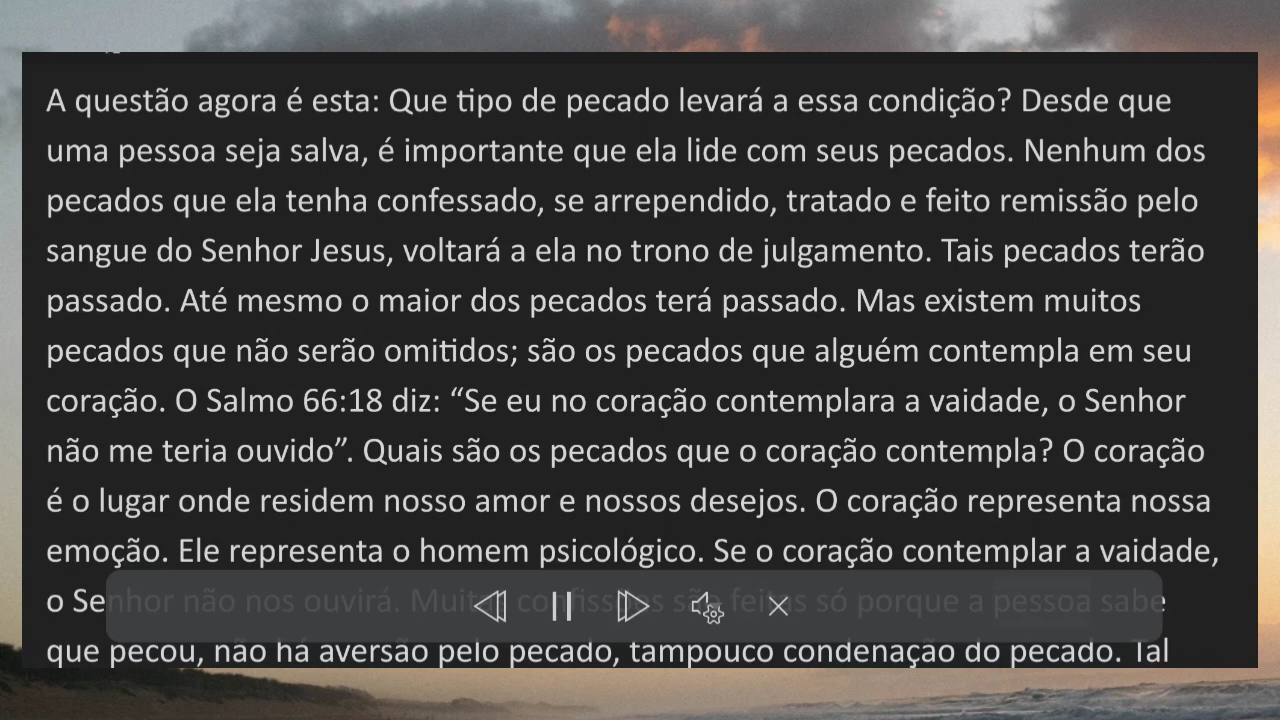 A questão agora é esta: Que tipo de pecado levará a essa condição? Desde que
uma pessoa seja salva, é importante que ela lide com seus pecados. Nenhum dos
pecados que ela tenha confessado, se arrependido, tratado e feito remissão pelo
sangue do Senhor Jesus, voltará a ela no trono de julgamento. Tais pecados terão
passado. Até mesmo o maior dos pecados terá passado. Mas existem muitos
pecados que não serão omitidos; são os pecados que alguém contempla em seu
coração. O Salmo 66:18 diz: “Se eu no coração contemplara a vaidade, o Senhor
não me teria ouvido”. Quais são os pecados que o coração contempla? O coração
é o lugar onde residem nosso amor e nossos desejos. O coração representa nossa
emoção. Ele representa o homem psicológico. Se o coração contemplar a vaidade,
o Senhor não nos ouvirá. Muitas confissões são feitas só porque a pessoa sabe
que pecou, não há aversão pelo pecado, tampouco condenação do pecado. Tal